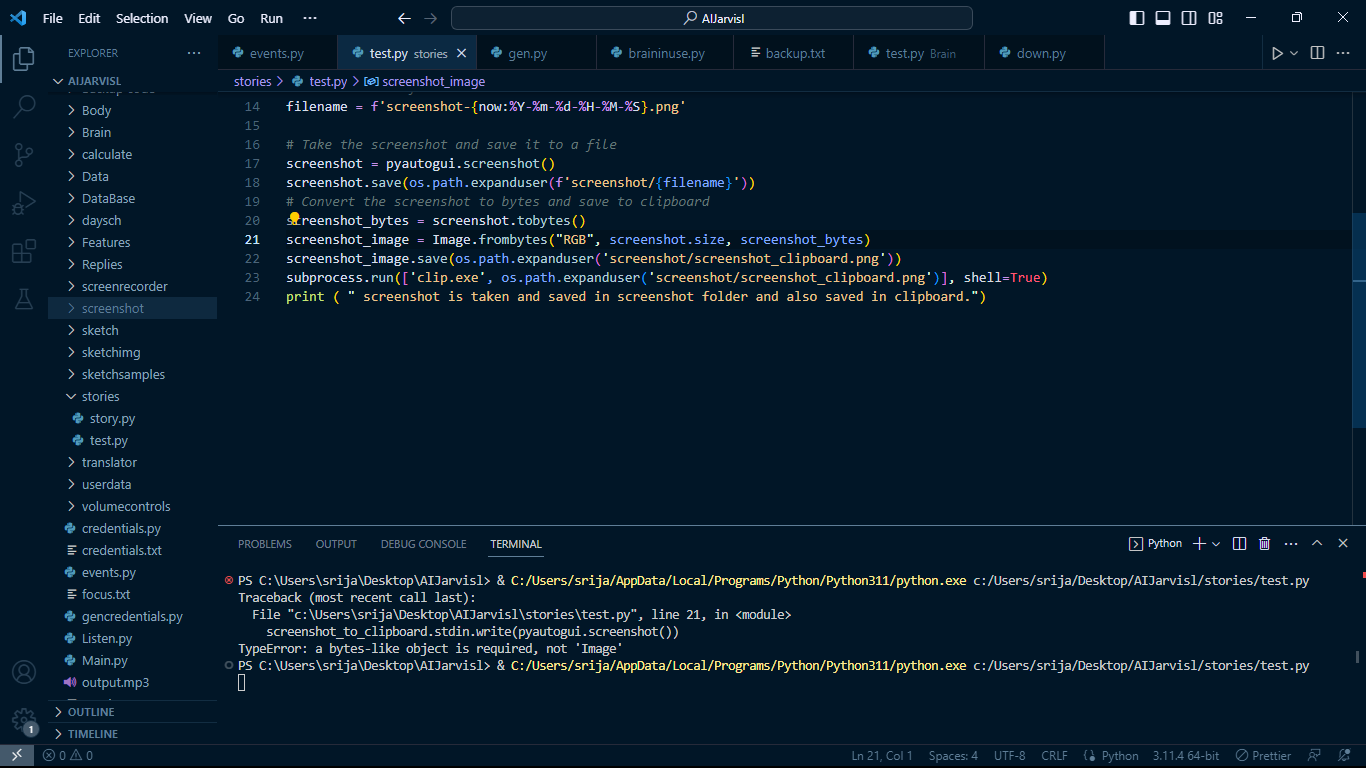 File Edit Selection View Go Run ··· AIJarvisl
EXPLORER ···
AIJARVISL
Body
Brain
calculate
Data
DataBase
daysch
Features
Replies
screenrecorder
screenshot
sketch
sketchimg
sketchsamples
stories
story.py
test.py
translator
userdata
volumecontrols
credentials.py
credentials.txt
events.py
focus.txt
gencredentials.py
Listen.py
Main.py
output.mp3
OUTLINE
TIMELINE
1
events.py test.py stories gen.py braininuse.py backup.txt test.py Brain down.py
stories > test.py > screenshot_image
14 filename = f'screenshot-{now:%Y-%m-%d-%H-%M-%S}.png'
15
16 # Take the screenshot and save it to a file
17 screenshot = pyautogui.screenshot()
18 screenshot.save(os.path.expanduser(f'screenshot/{filename}'))
19 # Convert the screenshot to bytes and save to clipboard
20 screenshot_bytes = screenshot.tobytes()
21 screenshot_image = Image.frombytes("RGB", screenshot.size, screenshot_bytes)
22 screenshot_image.save(os.path.expanduser('screenshot/screenshot_clipboard.png'))
23 subprocess.run(['clip.exe', os.path.expanduser('screenshot/screenshot_clipboard.png')], shell=True)
24 print ( " screenshot is taken and saved in screenshot folder and also saved in clipboard.")
PROBLEMS OUTPUT DEBUG CONSOLE TERMINAL Python
PS C:\Users\srija\Desktop\AIJarvisl> & C:/Users/srija/AppData/Local/Programs/Python/Python311/python.exe c:/Users/srija/Desktop/AIJarvisl/stories/test.py
Traceback (most recent call last):
File "c:\Users\srija\Desktop\AIJarvisl\stories\test.py", line 21, in <module>
screenshot_to_clipboard.stdin.write(pyautogui.screenshot())
TypeError: a bytes-like object is required, not 'Image'
PS C:\Users\srija\Desktop\AIJarvisl> & C:/Users/srija/AppData/Local/Programs/Python/Python311/python.exe c:/Users/srija/Desktop/AIJarvisl/stories/test.py
0 0 Ln 21, Col 1 Spaces: 4 UTF-8 CRLF Python 3.11.4 64-bit Prettier